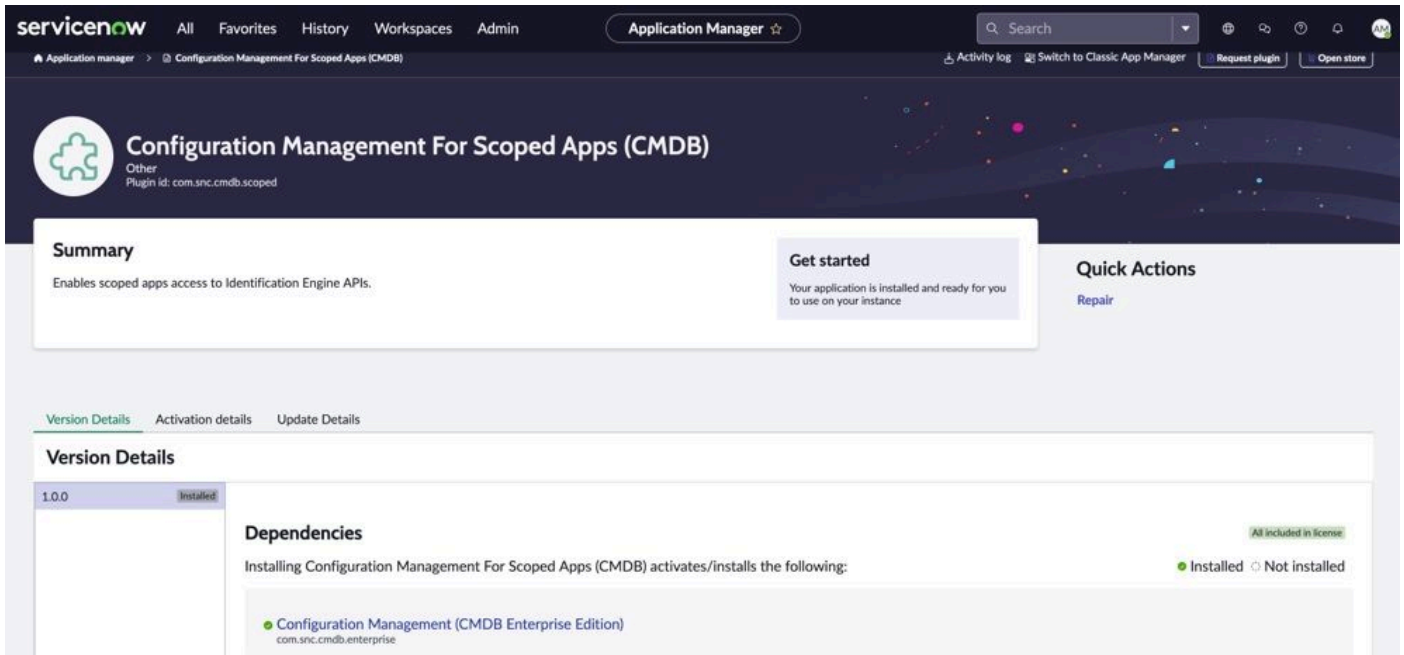 servicenow All Favorites History Workspaces Admin Application Manager Search AM
Application manager > Configuration Management For Scoped Apps (CMDB) Activity log Switch to Classic App Manager Request plugin Open store
Configuration Management For Scoped Apps (CMDB)
Other
Plugin id: com.snc.cmdb.scoped
Summary
Enables scoped apps access to Identification Engine APIs.
Get started
Your application is installed and ready for you
to use on your instance
Quick Actions
Repair
Version Details Activation details Update Details
Version Details
1.0.0 Installed
Dependencies All included in license
Installing Configuration Management For Scoped Apps (CMDB) activates/installs the following: Installed Not installed
Configuration Management (CMDB Enterprise Edition)
com.snc.cmdb.enterprise